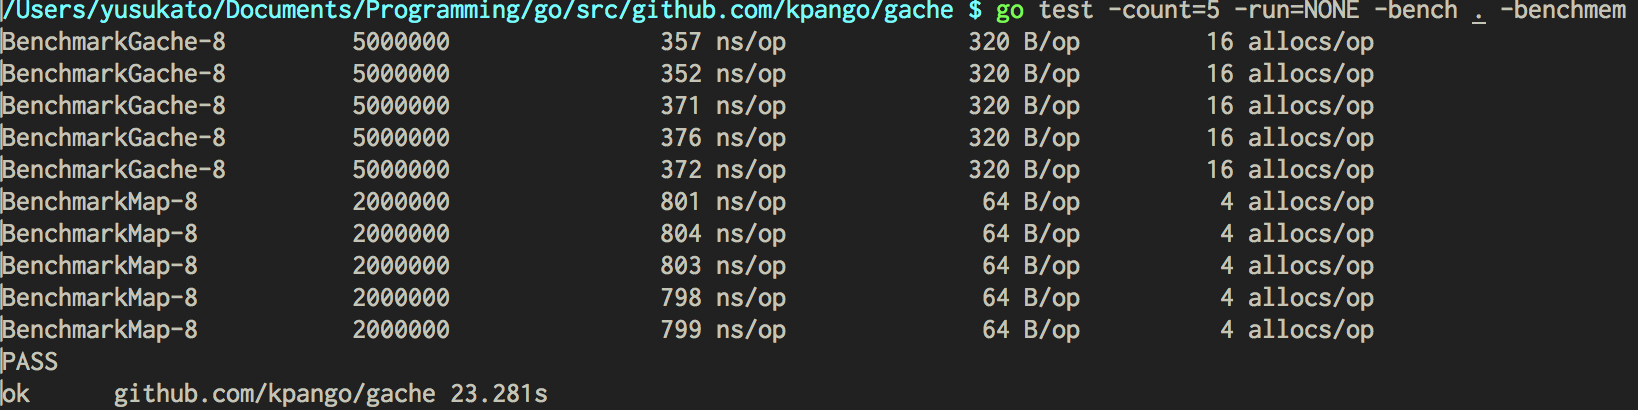 /Users/yusukato/Documents/Programming/go/src/github.com/kpango/gache $ go test -count=5 -run=NONE -bench . -benchmem
BenchmarkGache-8 5000000 357 ns/op 320 B/op 16 allocs/op
BenchmarkGache-8 5000000 352 ns/op 320 B/op 16 allocs/op
BenchmarkGache-8 5000000 371 ns/op 320 B/op 16 allocs/op
BenchmarkGache-8 5000000 376 ns/op 320 B/op 16 allocs/op
BenchmarkGache-8 5000000 372 ns/op 320 B/op 16 allocs/op
BenchmarkMap-8 2000000 801 ns/op 64 B/op 4 allocs/op
BenchmarkMap-8 2000000 804 ns/op 64 B/op 4 allocs/op
BenchmarkMap-8 2000000 803 ns/op 64 B/op 4 allocs/op
BenchmarkMap-8 2000000 798 ns/op 64 B/op 4 allocs/op
BenchmarkMap-8 2000000 799 ns/op 64 B/op 4 allocs/op
PASS
ok github.com/kpango/gache 23.281s